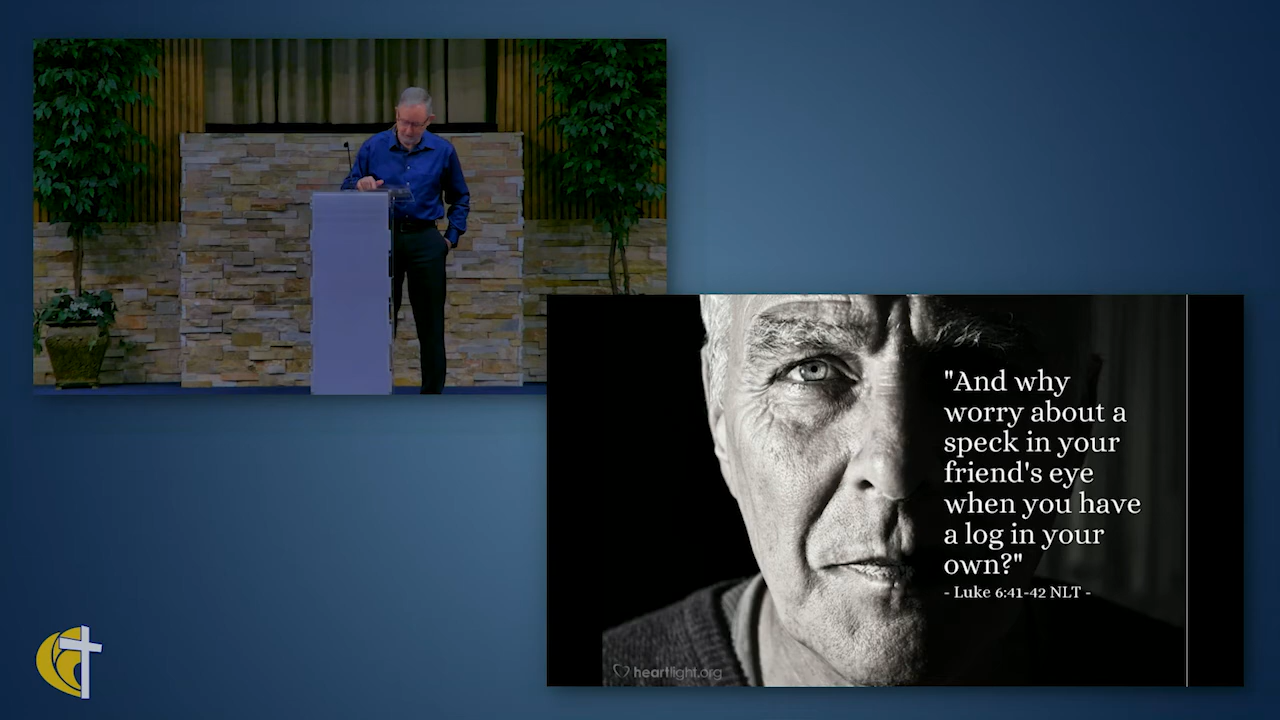 "And why
worry about a
speck in your
friend's eye
when you have
a log in your
own?"
- Luke 6:41-42 NLT -
heartlight.org